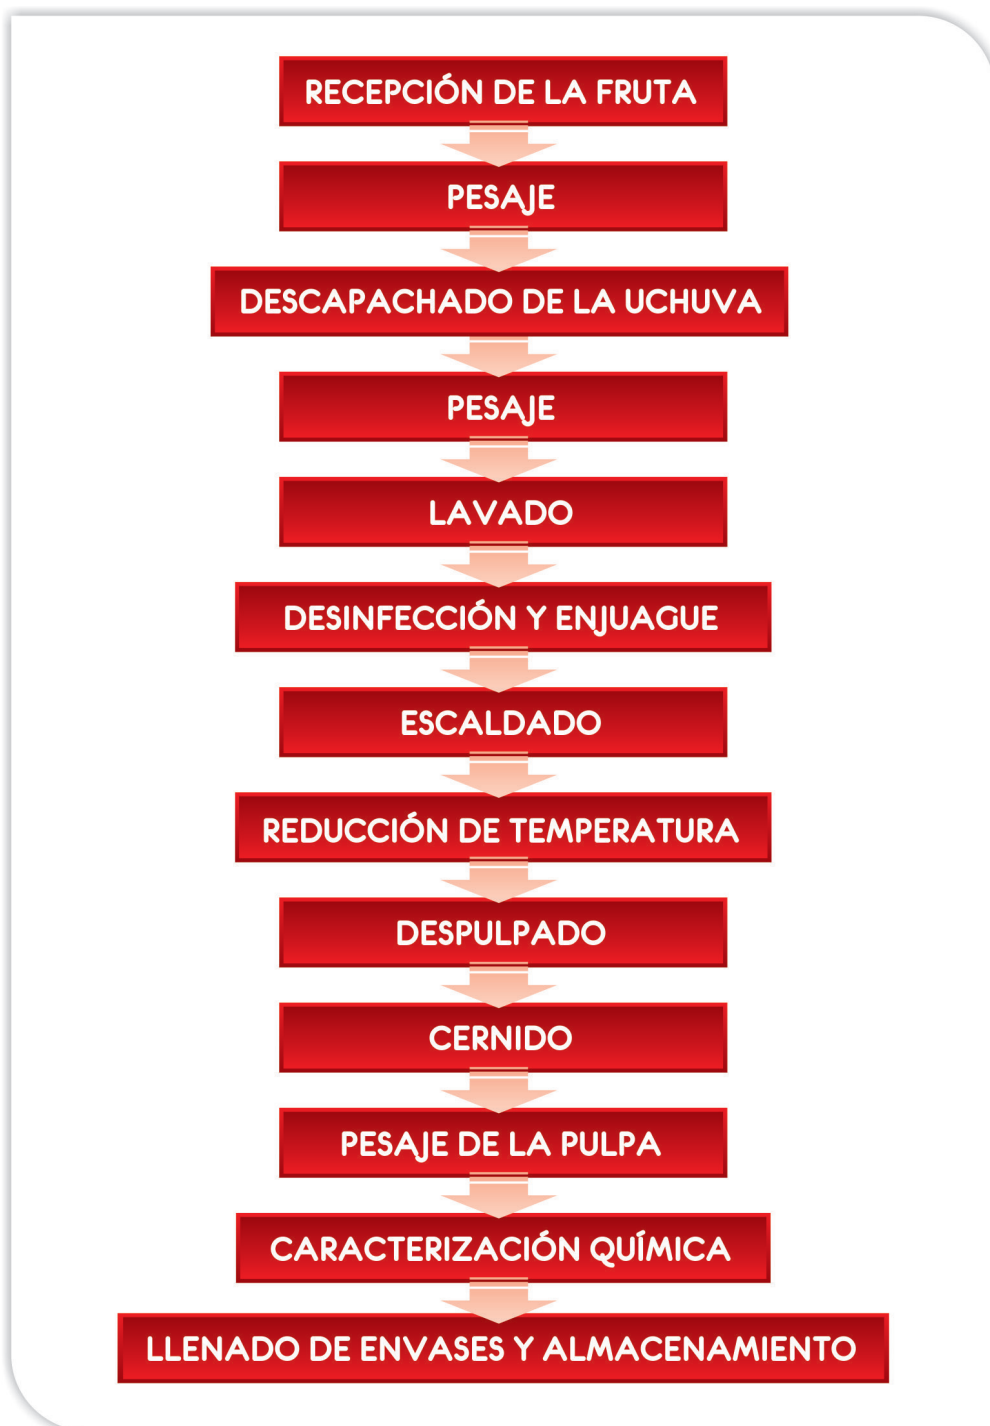 RECEPCIÓN DE LA FRUTA
PESAJE
DESCAPACHADO DE LA UCHUVA
PESAJE
LAVADO
DESINFECCIÓN Y ENJUAGUE
ESCALDADO
REDUCCIÓN DE TEMPERATURA
DESPULPADO
CERNIDO
PESAJE DE LA PULPA
CARACTERIZACIÓN QUÍMICA
LLENADO DE ENVASES Y ALMACENAMIENTO